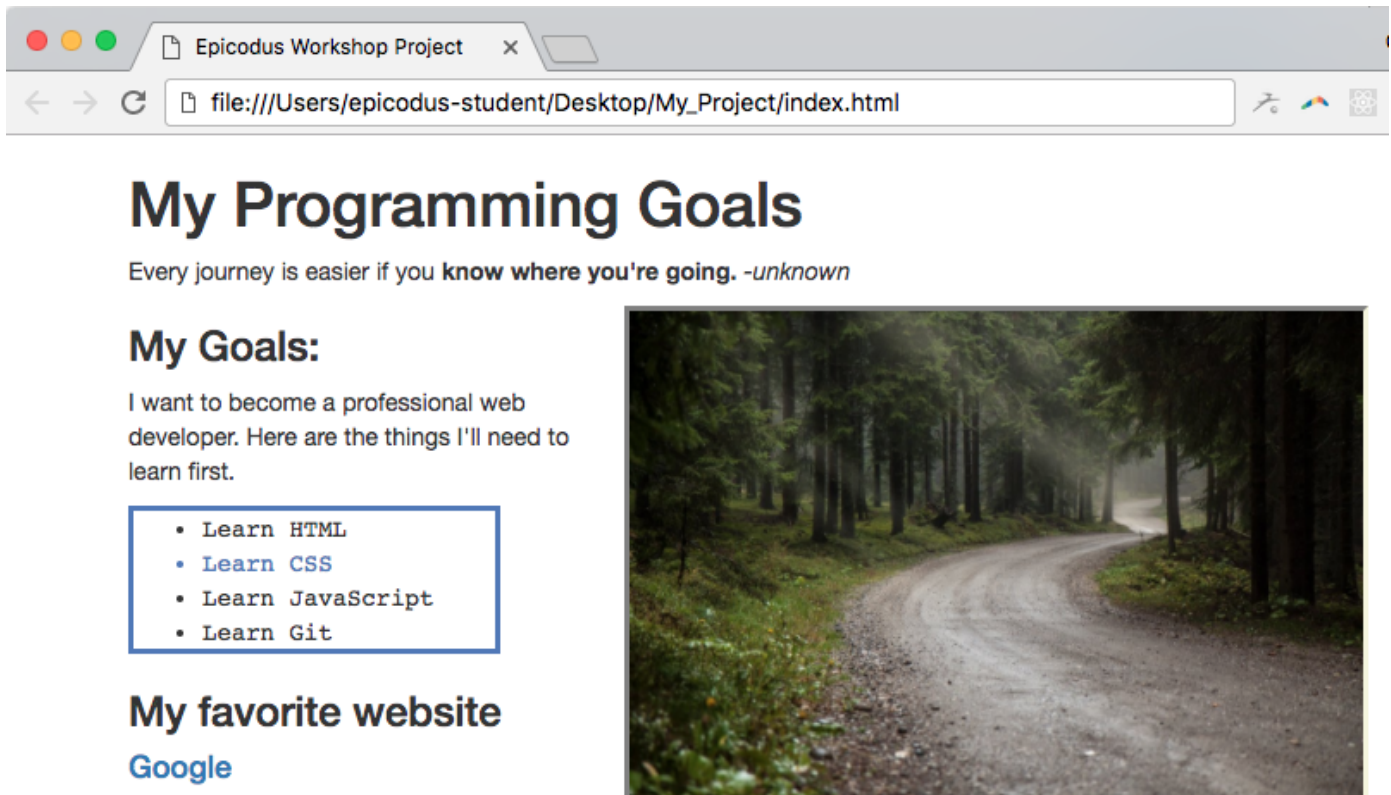 Epicodus Workshop Project
file:///Users/epicodus-student/Desktop/My_Project/index.html
My Programming Goals
Every journey is easier if you know where you're going. -unknown
My Goals:
I want to become a professional web
developer. Here are the things I'll need to
learn first.
• Learn HTML
• Learn CSS
• Learn JavaScript
• Learn Git
My favorite website
Google